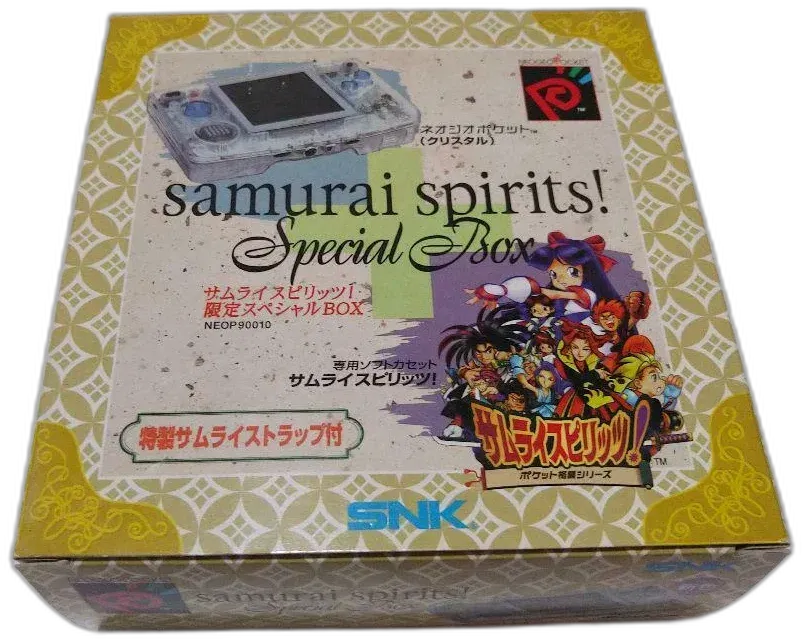 NEOGEO POCKET
TM
ネオジオポケット™
(クリスタル)
samurai spirits!
Special Box
サムライスピリッツ!
限定スペシャルBOX
NEOP90010
専用ソフトカセット
サムライスピリッツ!
特製サムライストラップ付
サムライスピリッツ!
TM
ポケット格闘シリーズ
SNK
samurai spirits!
Special Box
SNK